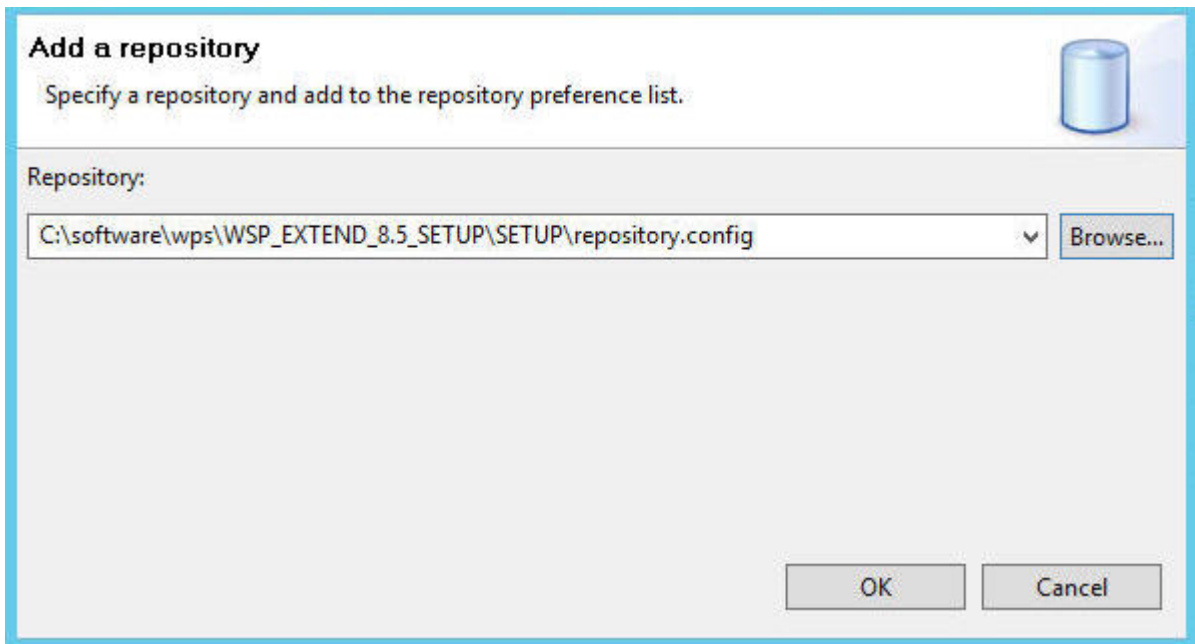 Add a repository
Specify a repository and add to the repository preference list.
Repository:
C:\software\wps\WSP_EXTEND_8.5_SETUP\SETUP\repository.config
Browse...
OK
Cancel